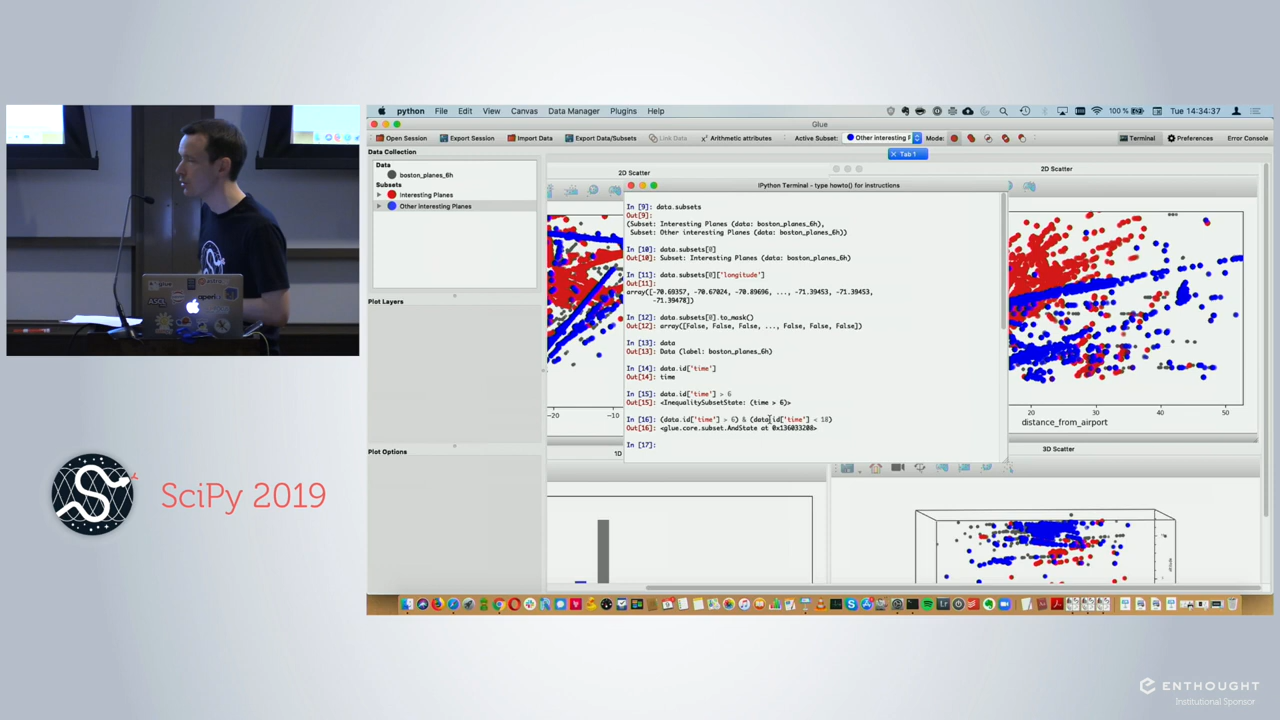 python File Edit View Canvas Data Manager Plugins Help
100 % Tue 14:34:37
Glue
Open Session Export Session Import Data Export Data/Subsets Link Data Arithmetic attributes Active Subset: Other interesting F Mode: Terminal Preferences Error Console
Data Collection
Tab 1
Data
boston_planes_6h
Subsets
Interesting Planes
Other Interesting Planes
Plot Layers
Plot Options
2D Scatter
2D Scatter
IPython Terminal - type howto() for instructions
In [9]: data.subsets
Out[9]:
(Subset: Interesting Planes (data: boston_planes_6h),
Subset: Other interesting Planes (data: boston_planes_6h))
In [10]: data.subsets[0]
Out[10]: Subset: Interesting Planes (data: boston_planes_6h)
In [11]: data.subsets[0]['longitude']
Out[11]:
array([-70.69357, -70.67024, -70.89696, ..., -71.39453, -71.39453,
-71.39478])
In [12]: data.subsets[0].to_mask()
Out[12]: array([False, False, False, ..., False, False, False])
In [13]: data
Out[13]: Data (label: boston_planes_6h)
In [14]: data.id['time']
Out[14]: time
In [15]: data.id['time'] > 6
Out[15]: <InequalitySubsetState: (time > 6)>
In [16]: (data.id['time'] > 6) & (data.id['time'] < 18)
Out[16]: <glue.core.subset.AndState at 0x136033208>
In [17]:
20 30 40 50
distance_from_airport
1D
3D Scatter
SciPy 2019
ENTHOUGHT
Institutional Sponsor